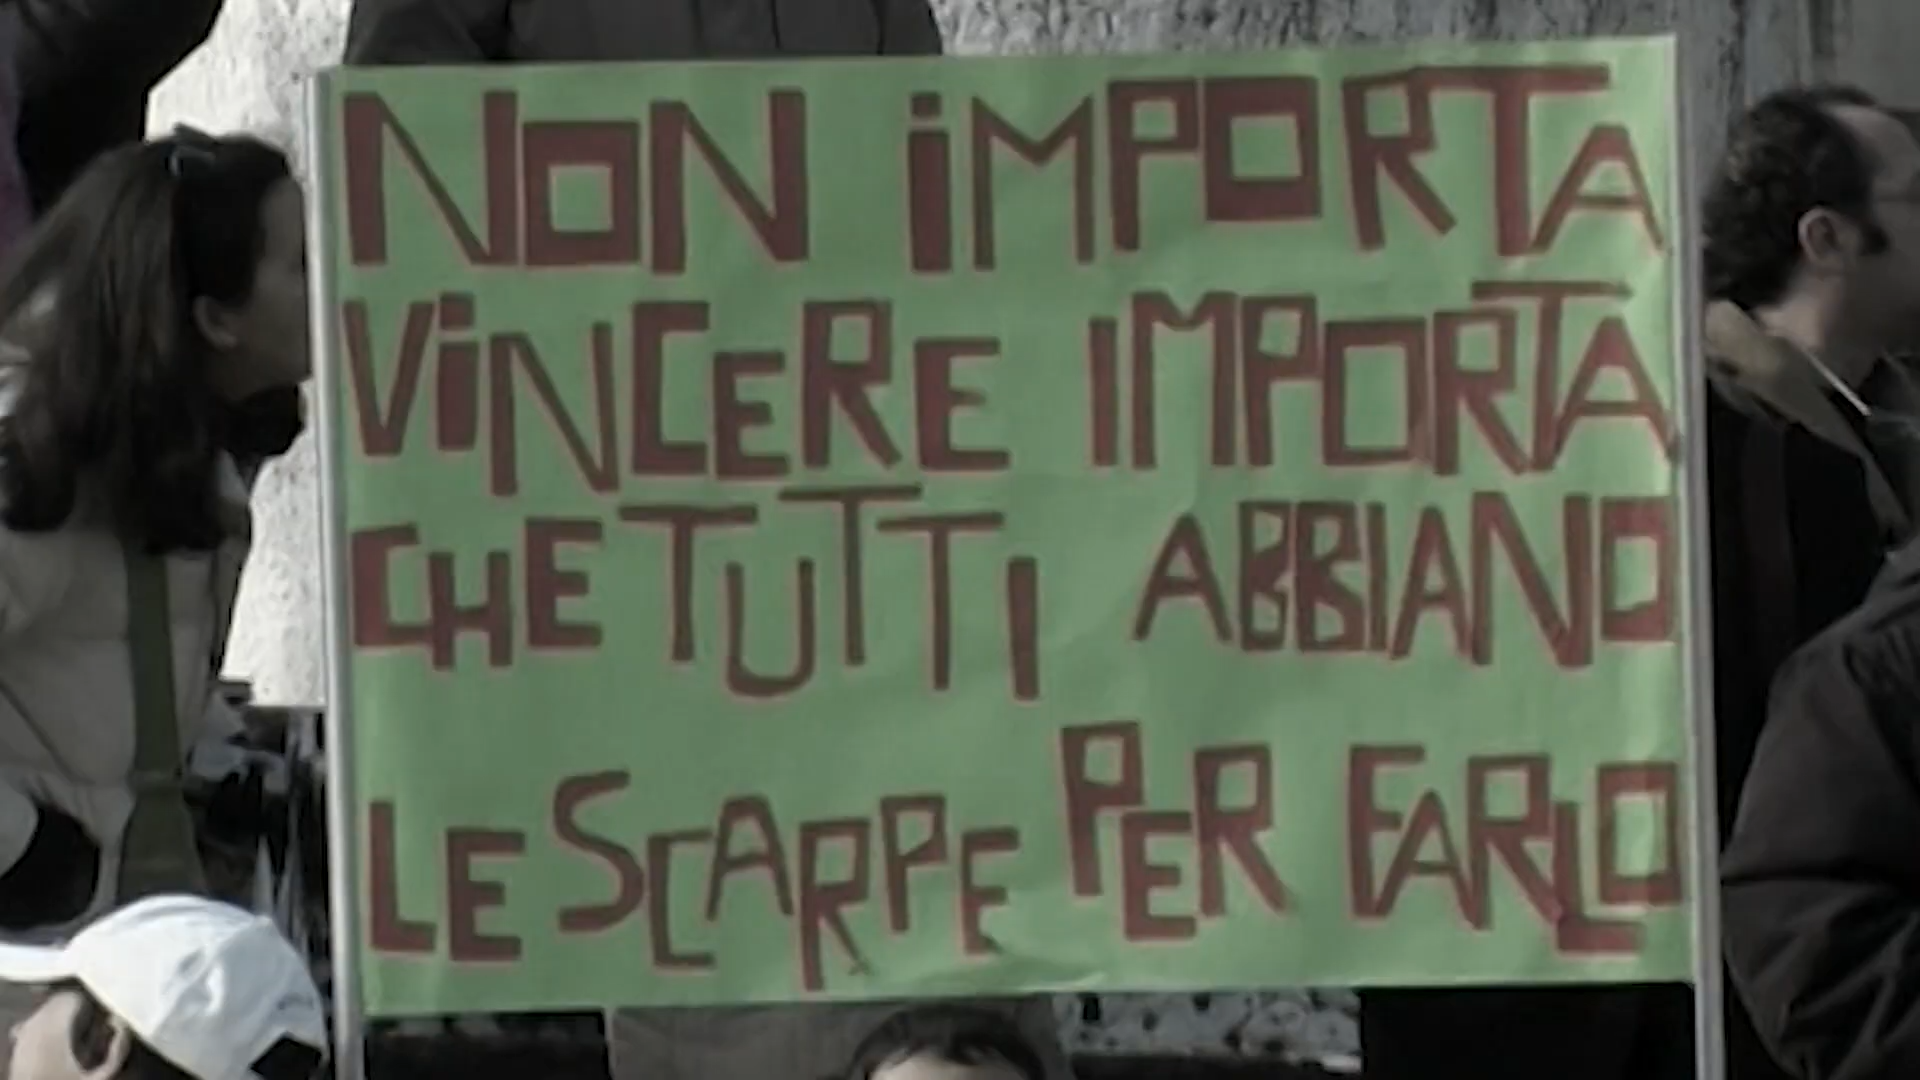 NON iMPORTA
ViNCERE IMPORTA
CHE TUTTI ABBIANO
LE SCARPE PER FARLO